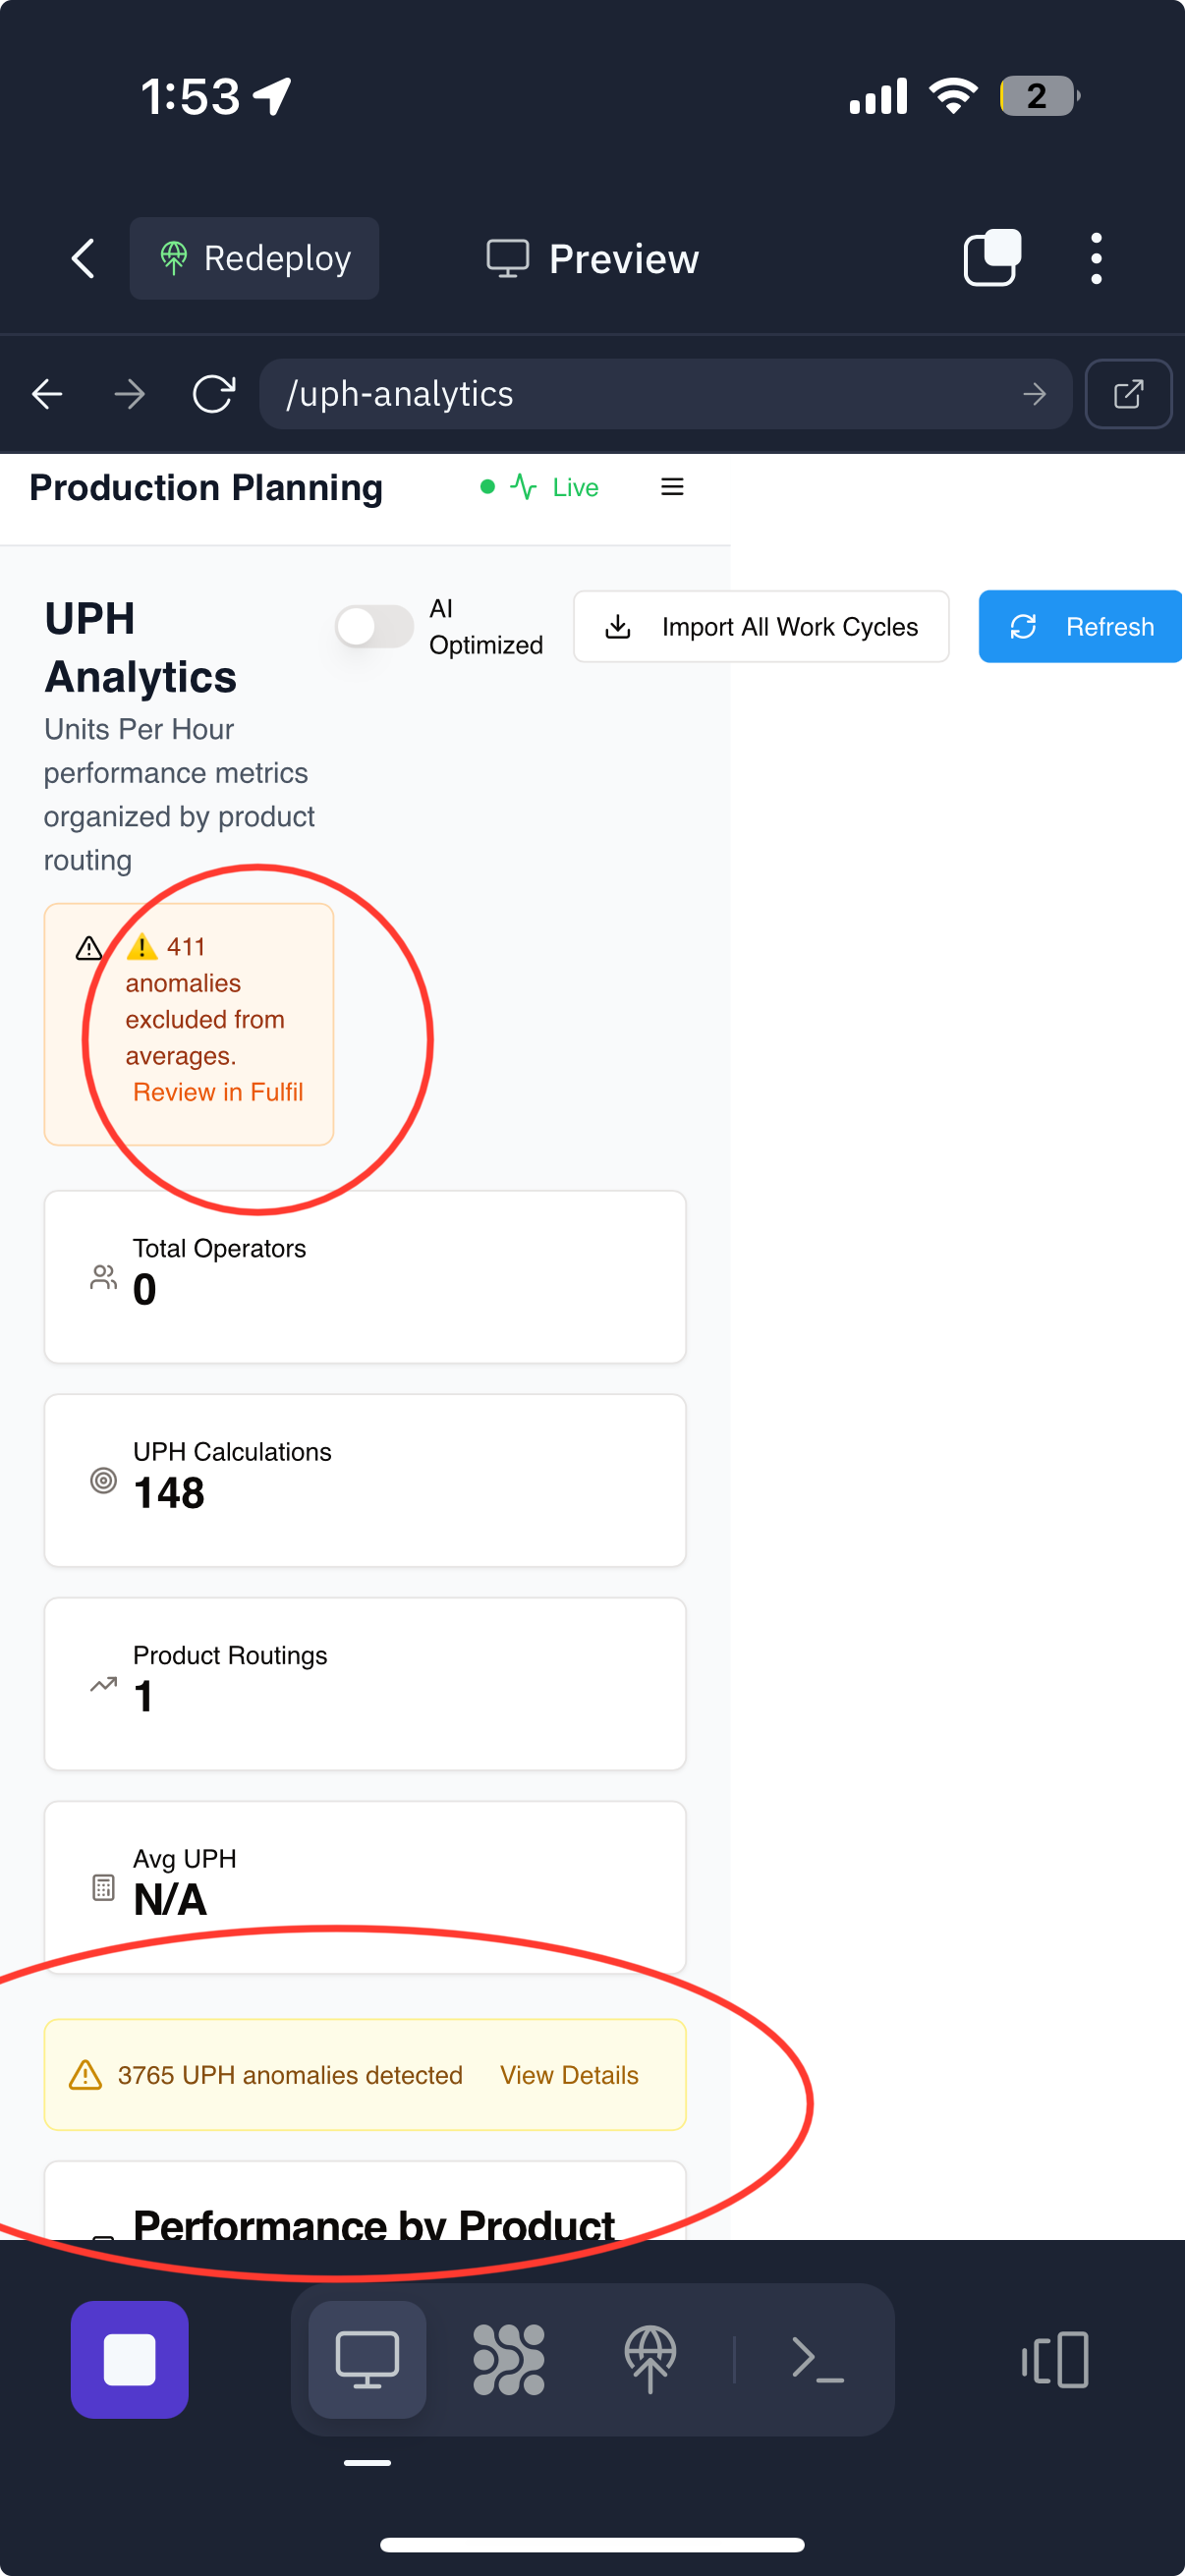 1:53
2
Redeploy
Preview
/uph-analytics
Production Planning
Live
UPH
Analytics
AI
Optimized
Import All Work Cycles
Refresh
Units Per Hour
performance metrics
organized by product
routing
⚠️ 411
anomalies
excluded from
averages.
Review in Fulfil
Total Operators
0
UPH Calculations
148
Product Routings
1
Avg UPH
N/A
3765 UPH anomalies detected
View Details
Performance by Product